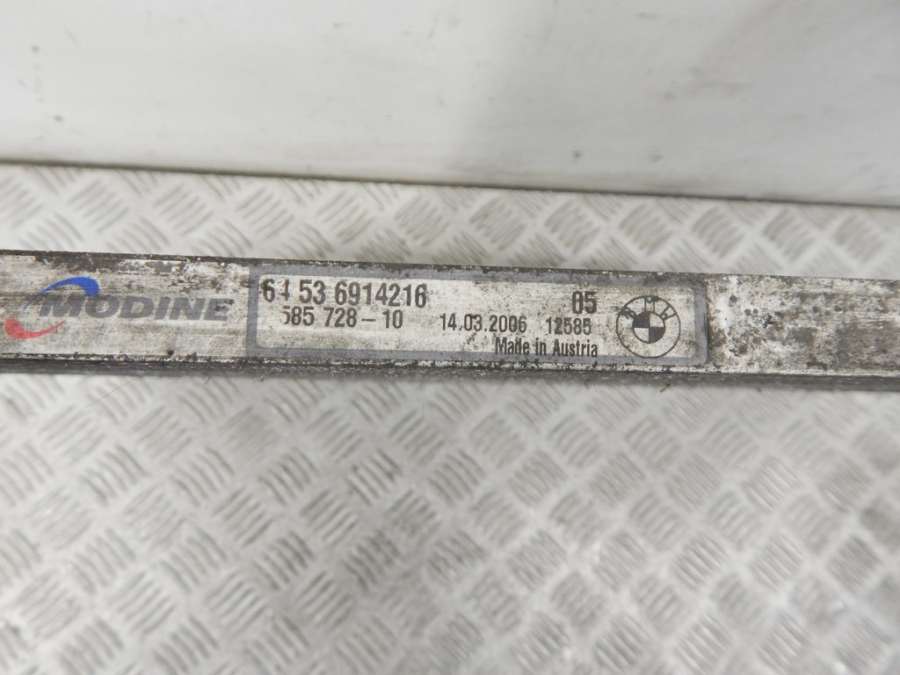 MODINE
64 53 6914216 05
585 728-10 14.03.2006 12585
Made in Austria
BMW